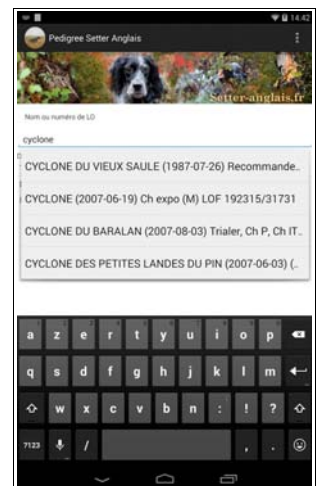 14:42
Pedigree Setter Anglais
Setter-anglais.fr
Nom ou numéro de LO
cyclone
CYCLONE DU VIEUX SAULE (1987-07-26) Recommande..
CYCLONE (2007-06-19) Ch expo (M) LOF 192315/31731
CYCLONE DU BARALAN (2007-08-03) Trialer, Ch P, Ch IT..
CYCLONE DES PETITES LANDES DU PIN (2007-06-03) (..
a z e r t y u i o p
q s d f g h j k l m
w x c v b n : ! ?
?123 / , .